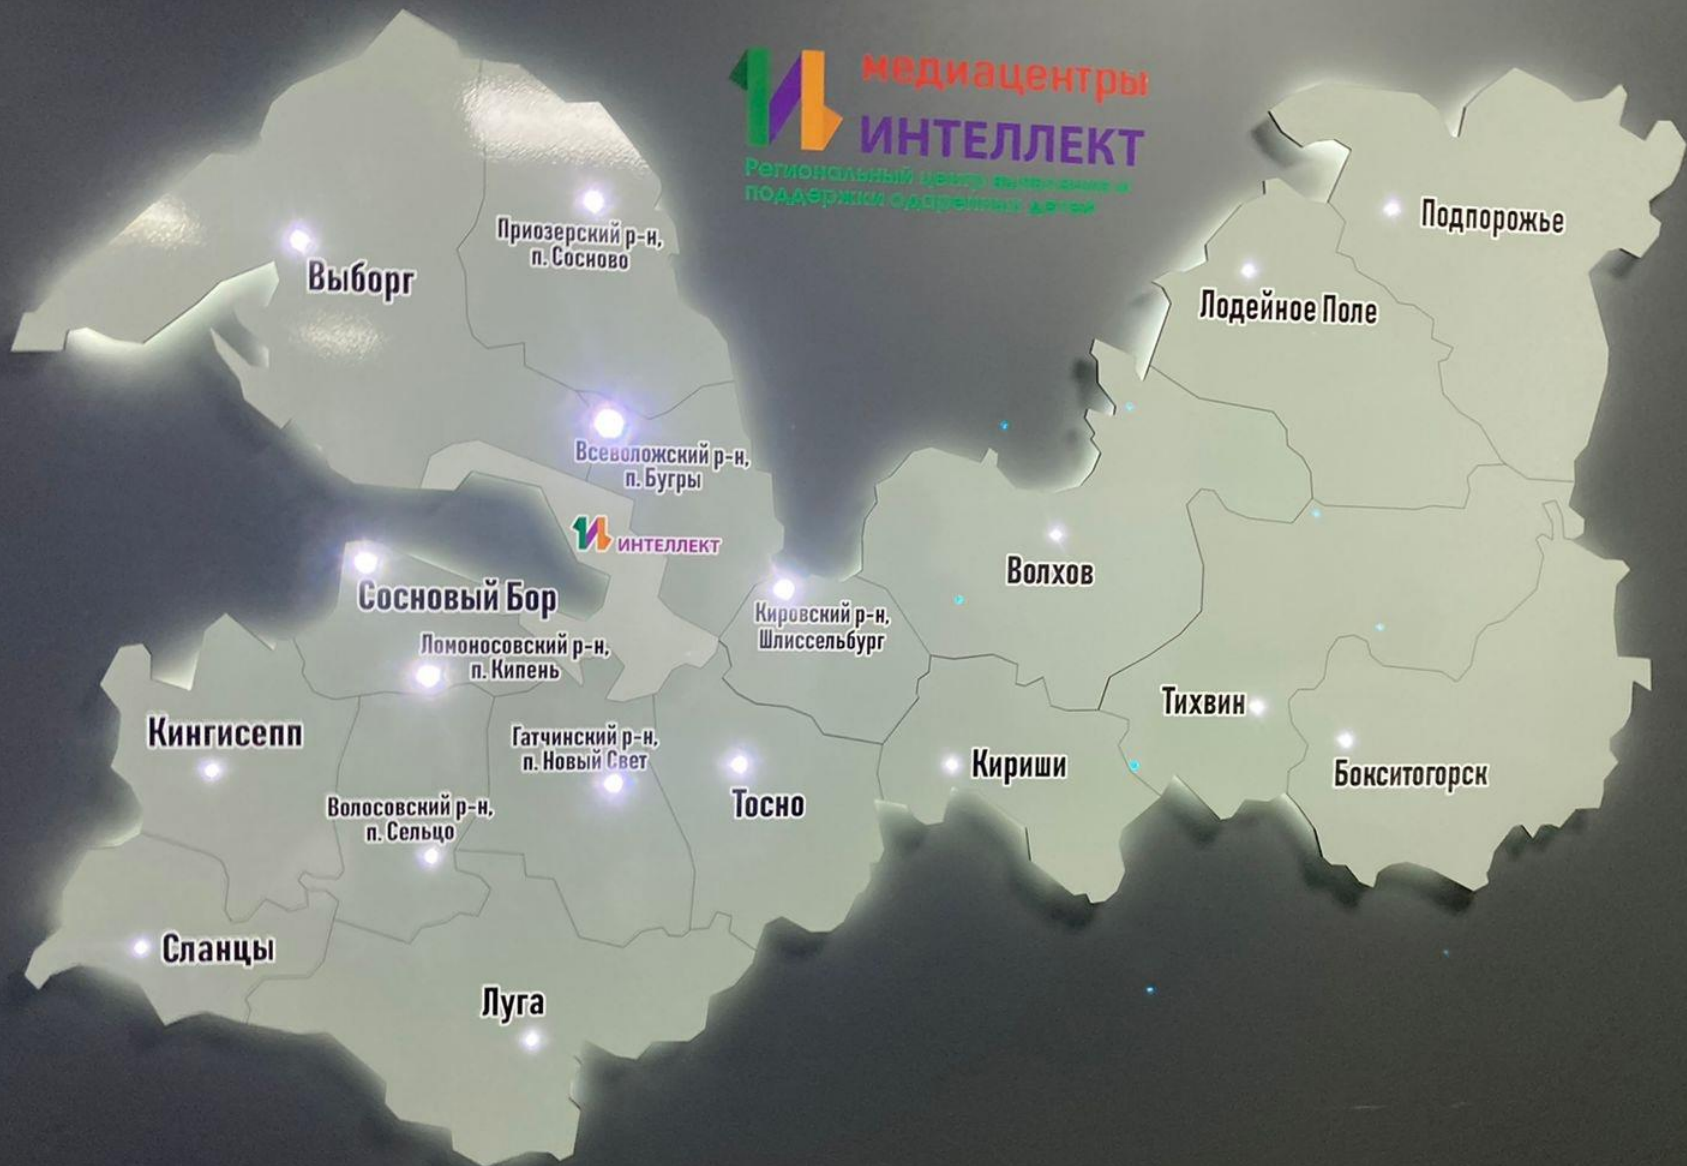 медиацентры
ИНТЕЛЛЕКТ
Региональный центр выявления и
поддержки одаренных детей
Подпорожье
Приозерский р-н,
п. Сосново
Выборг
Лодейное Поле
Всеволожский р-н,
п. Бугры
ИНТЕЛЛЕКТ
Волхов
Сосновый Бор
Кировский р-н,
Шлиссельбург
Ломоносовский р-н,
п. Кипень
Тихвин
Кингисепп
Гатчинский р-н,
п. Новый Свет
Кириши
Бокситогорск
Тосно
Волосовский р-н,
п. Сельцо
Сланцы
Луга